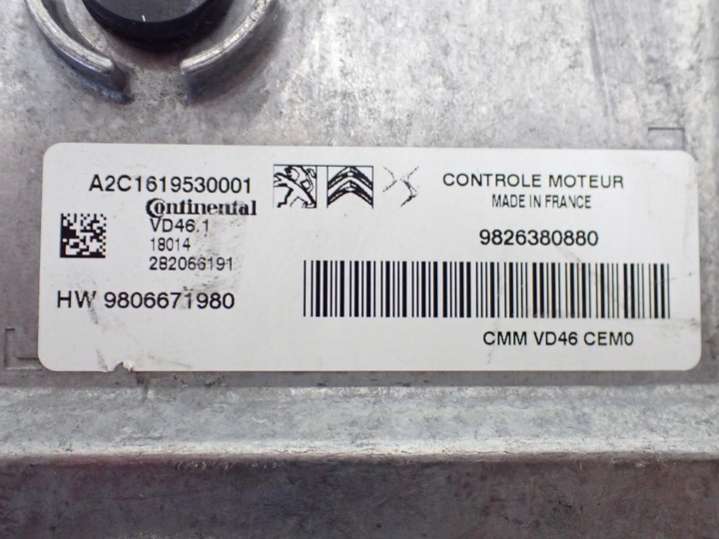 A2C1619530001
Continental
VD46.1
18014
282066191
HW 9806671980
CONTROLE MOTEUR
MADE IN FRANCE
9826380880
CMM VD46 CEM0